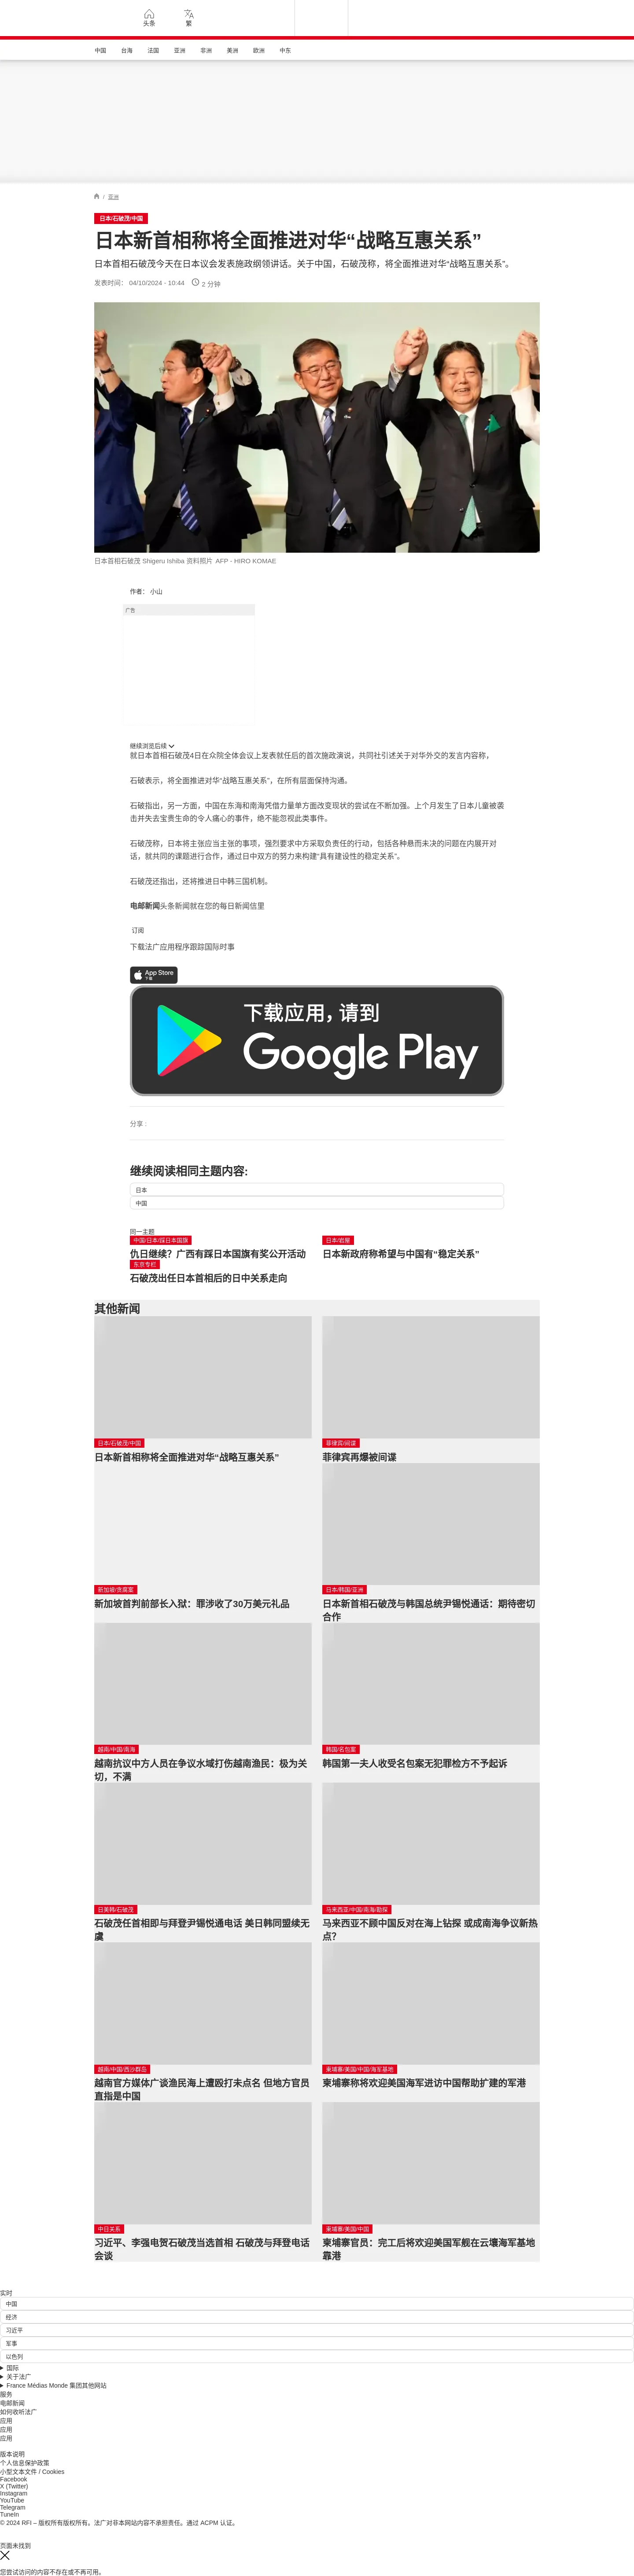 头条
繁
中国
台海
法国
亚洲
非洲
美洲
欧洲
中东
/ 亚洲
日本/石破茂/中国
日本新首相称将全面推进对华“战略互惠关系”
日本首相石破茂今天在日本议会发表施政纲领讲话。关于中国，石破茂称，将全面推进对华“战略互惠关系”。
发表时间： 04/10/2024 - 10:44
2 分钟
日本首相石破茂 Shigeru Ishiba 资料照片 AFP - HIRO KOMAE
作者： 小山
广告
继续浏览后续
就日本首相石破茂4日在众院全体会议上发表就任后的首次施政演说，共同社引述关于对华外交的发言内容称，
石破表示，将全面推进对华“战略互惠关系”，在所有层面保持沟通。
石破指出，另一方面，中国在东海和南海凭借力量单方面改变现状的尝试在不断加强。上个月发生了日本儿童被袭
击并失去宝贵生命的令人痛心的事件，绝不能忽视此类事件。
石破茂称，日本将主张应当主张的事项，强烈要求中方采取负责任的行动，包括各种悬而未决的问题在内展开对
话，就共同的课题进行合作，通过日中双方的努力来构建“具有建设性的稳定关系”。
石破茂还指出，还将推进日中韩三国机制。
电邮新闻头条新闻就在您的每日新闻信里
订阅
下载法广应用程序跟踪国际时事
App Store
下载
下载应用，请到
Google Play
分享 :
继续阅读相同主题内容:
日本
中国
同一主题
中国/日本/踩日本国旗
仇日继续？广西有踩日本国旗有奖公开活动
日本/岩屋
日本新政府称希望与中国有“稳定关系”
东京专栏
石破茂出任日本首相后的日中关系走向
其他新闻
日本/石破茂/中国
日本新首相称将全面推进对华“战略互惠关系”
菲律宾/间谍
菲律宾再爆被间谍
新加坡/贪腐案
新加坡首判前部长入狱：罪涉收了30万美元礼品
日本/韩国/亚洲
日本新首相石破茂与韩国总统尹锡悦通话：期待密切
合作
越南/中国/南海
越南抗议中方人员在争议水域打伤越南渔民：极为关
切，不满
韩国/名包案
韩国第一夫人收受名包案无犯罪检方不予起诉
日美韩/石破茂
石破茂任首相即与拜登尹锡悦通电话 美日韩同盟续无
虞
马来西亚/中国/南海/勘探
马来西亚不顾中国反对在海上钻探 或成南海争议新热
点？
越南/中国/西沙群岛
越南官方媒体广谈渔民海上遭殴打未点名 但地方官员
直指是中国
柬埔寨/美国/中国/海军基地
柬埔寨称将欢迎美国海军进访中国帮助扩建的军港
中日关系
习近平、李强电贺石破茂当选首相 石破茂与拜登电话
会谈
柬埔寨/美国/中国
柬埔寨官员：完工后将欢迎美国军舰在云壤海军基地
靠港
实时
中国
经济
习近平
军事
以色列
国际
关于法广
France Médias Monde 集团其他网站
服务
电邮新闻
如何收听法广
应用
应用
应用
版本说明
个人信息保护政策
小型文本文件 / Cookies
Facebook
X (Twitter)
Instagram
YouTube
Telegram
TuneIn
© 2024 RFI – 版权所有版权所有。法广对非本网站内容不承担责任。通过 ACPM 认证。
页面未找到
您尝试访问的内容不存在或不再可用。